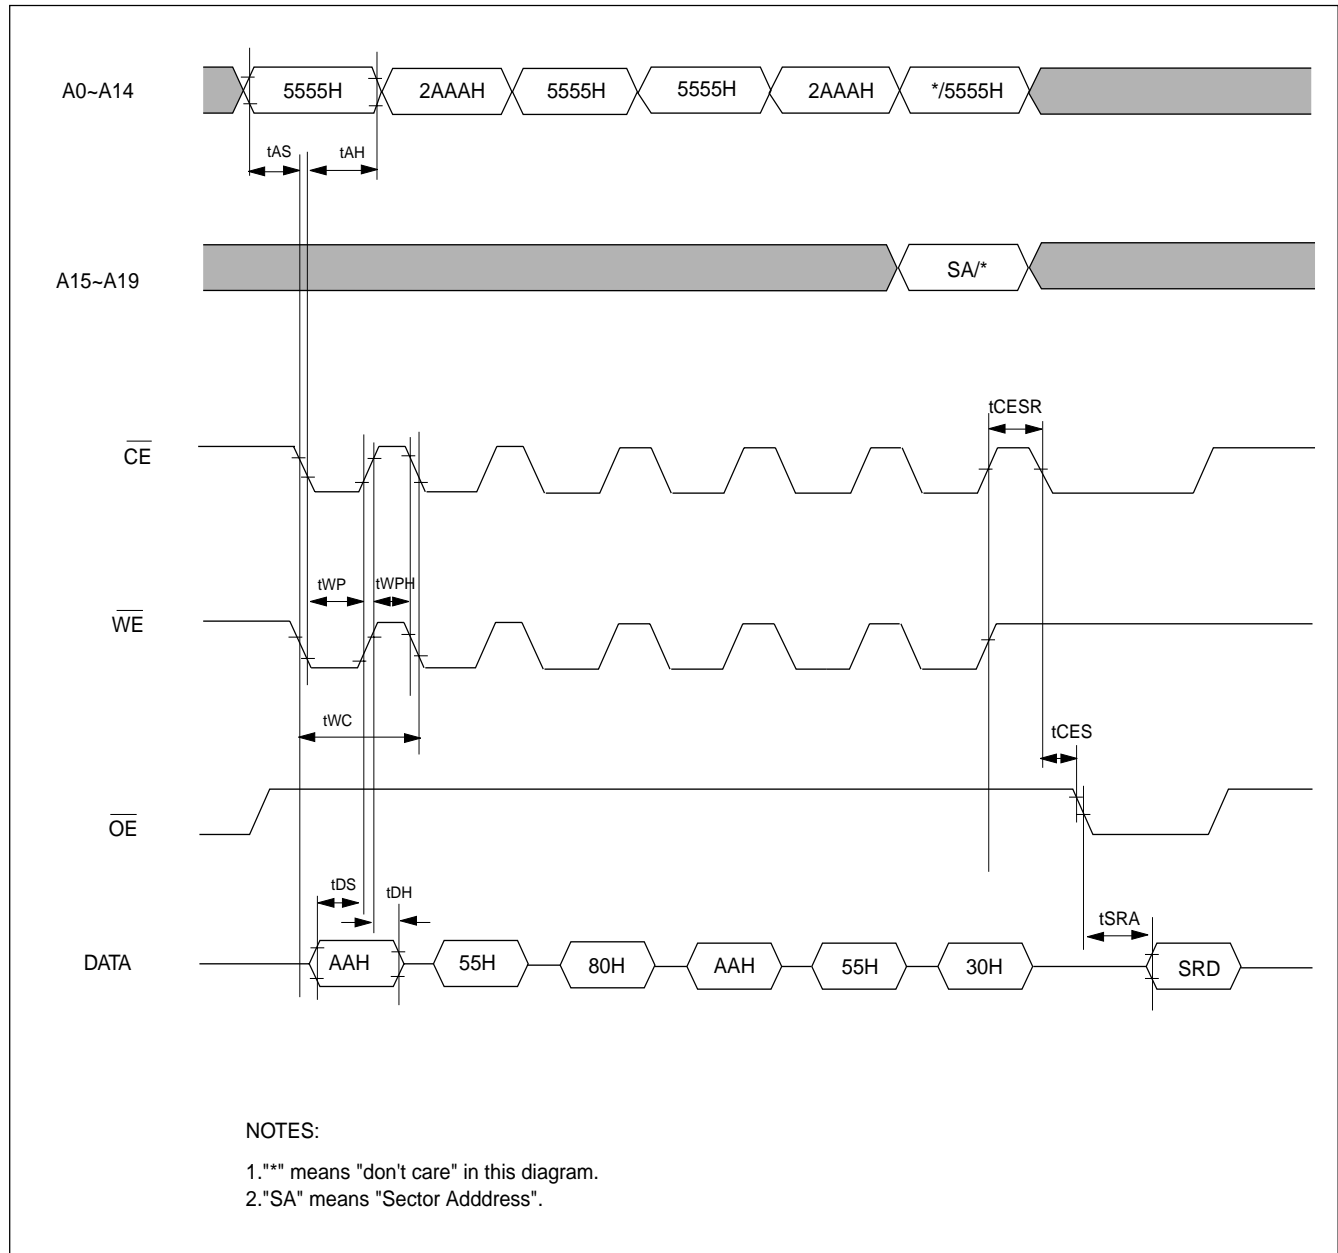 A0~A14 5555H 2AAAH 5555H 5555H 2AAAH */5555H
tAS tAH
A15~A19 SA/*
tCESR
CE
tWP tWPH
WE
tWC
tCES
OE
tDS tDH
tSRA
DATA AAH 55H 80H AAH 55H 30H SRD
NOTES:
1."*" means "don't care" in this diagram.
2."SA" means "Sector Adddress".